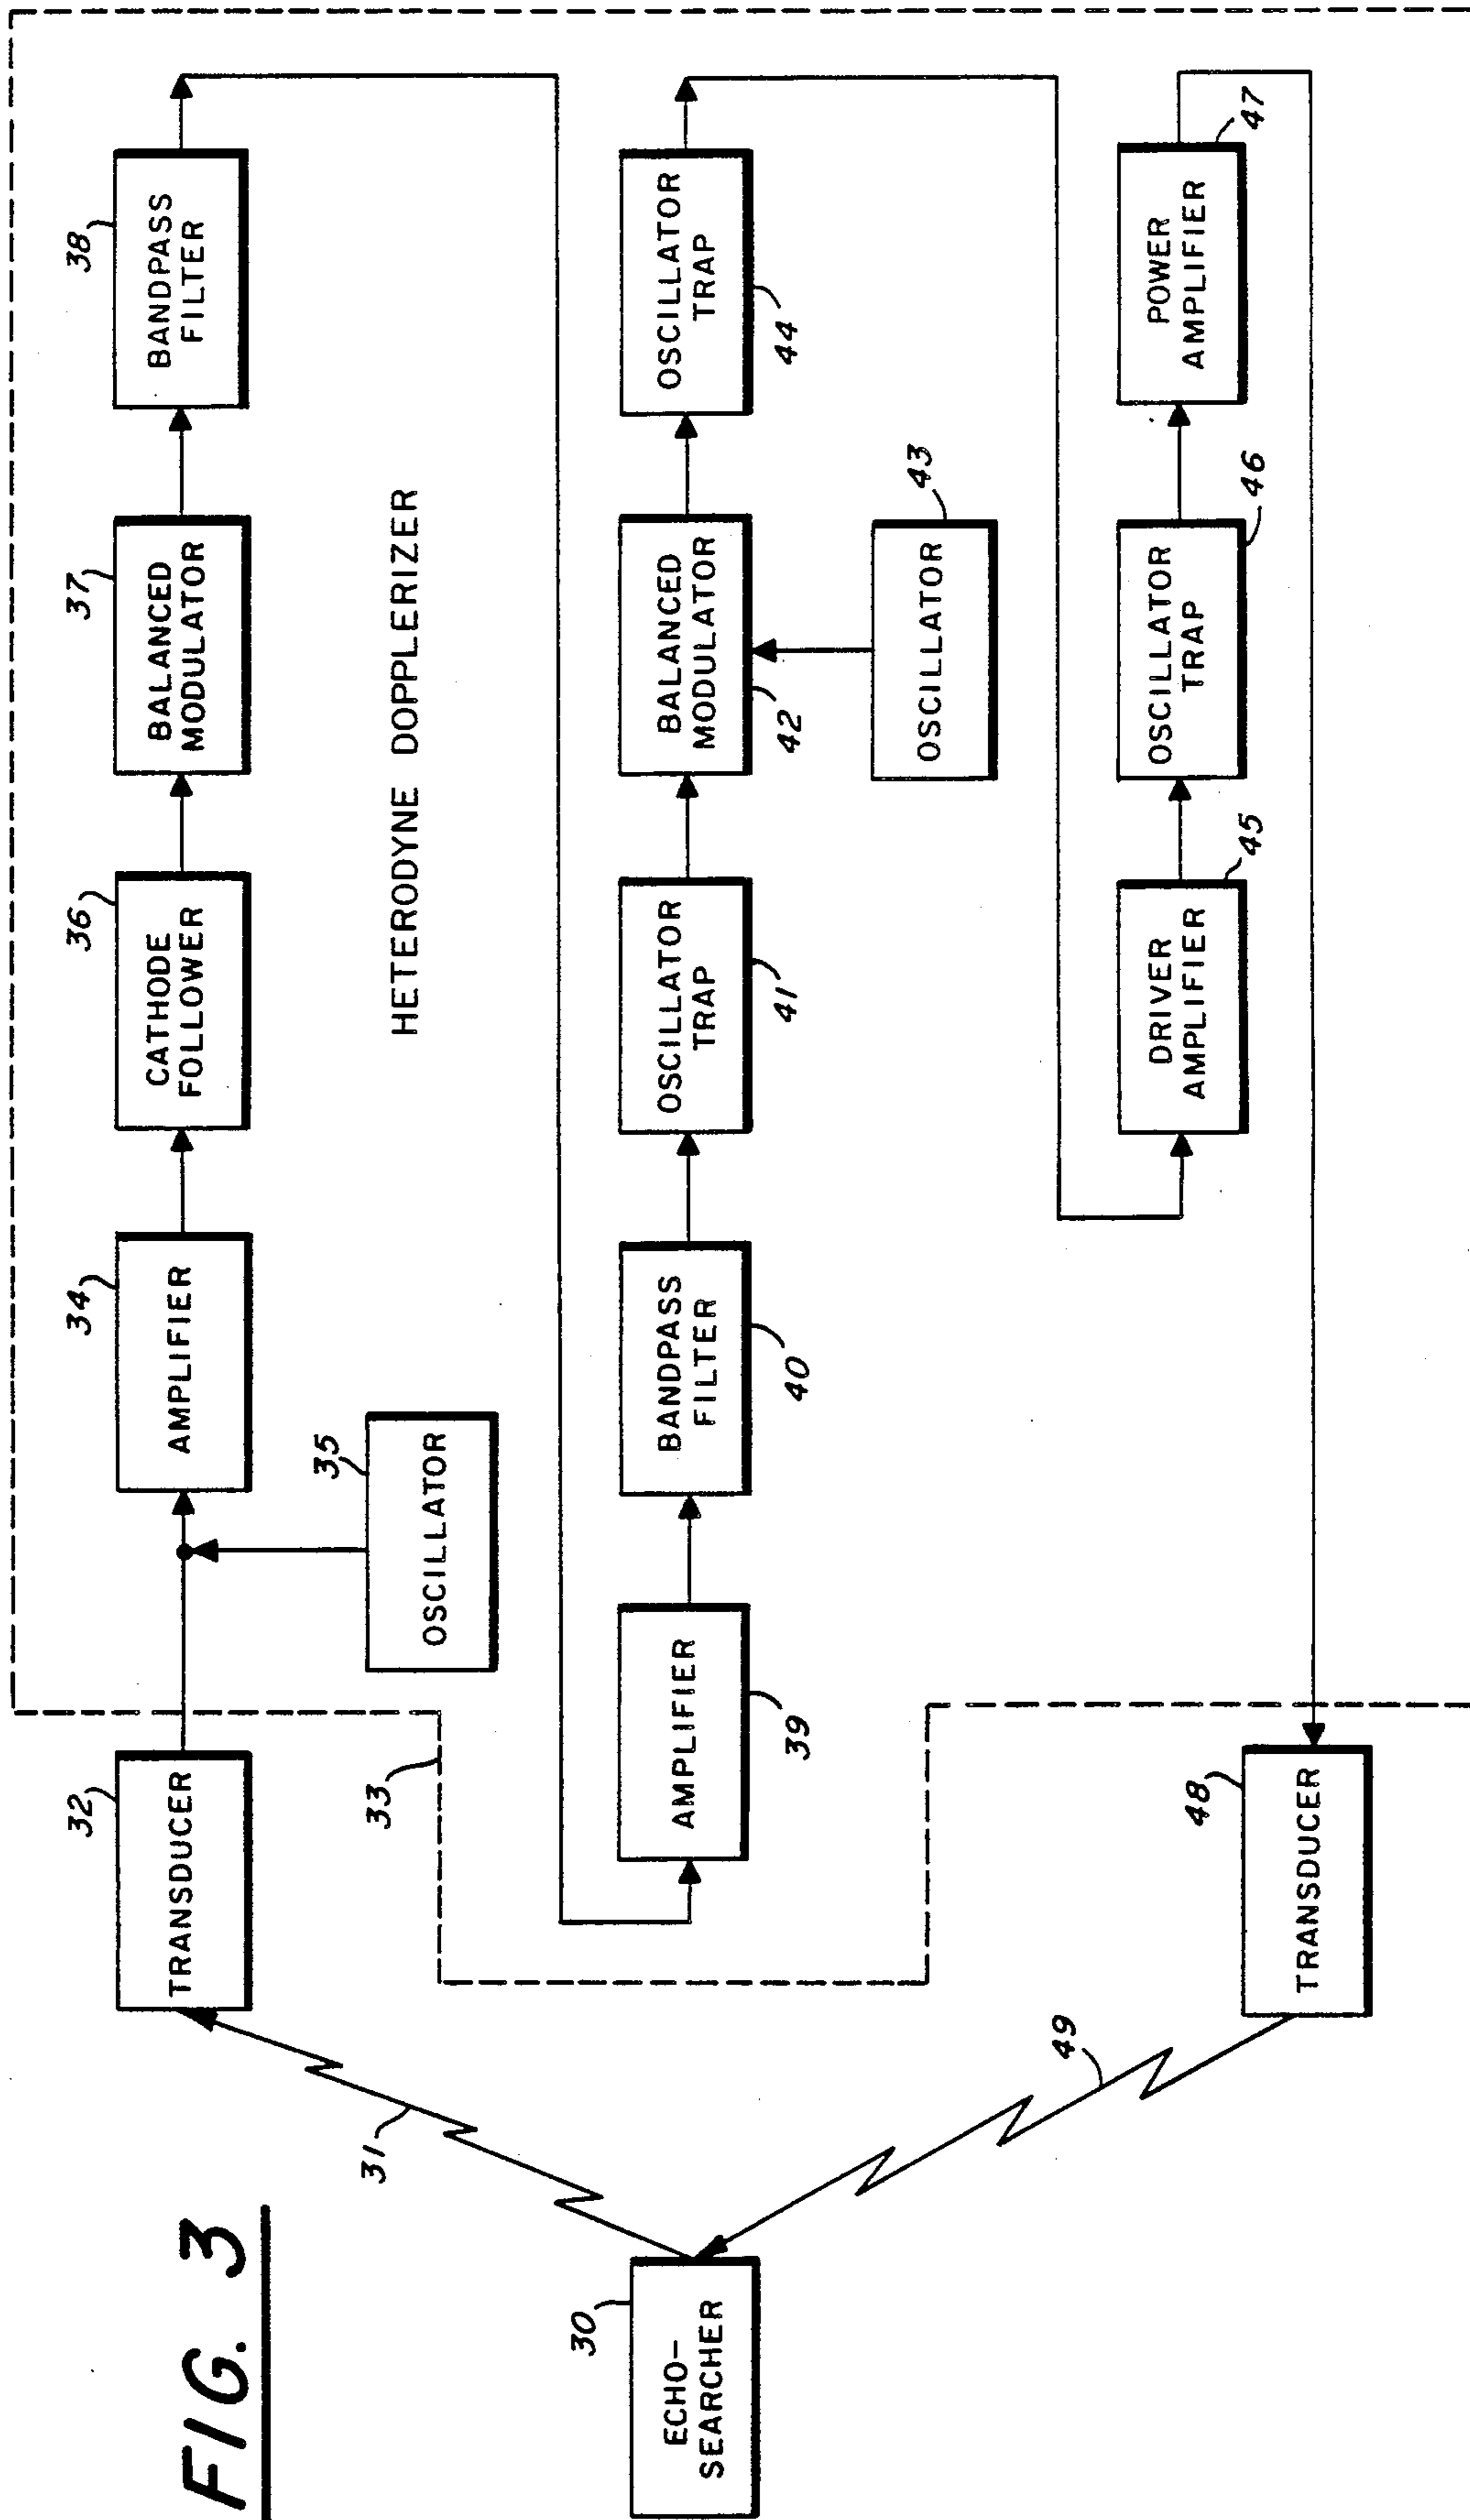 FIG. 3
32
TRANSDUCER
34
AMPLIFIER
36
CATHODE
FOLLOWER
37
BALANCED
MODULATOR
38
BANDPASS
FILTER
35
OSCILLATOR
33
HETERODYNE DOPPLERIZER
31
30
ECHO-
SEARCHER
39
AMPLIFIER
40
BANDPASS
FILTER
41
OSCILLATOR
TRAP
42
BALANCED
MODULATOR
44
OSCILLATOR
TRAP
43
OSCILLATOR
49
48
TRANSDUCER
45
DRIVER
AMPLIFIER
46
OSCILLATOR
TRAP
47
POWER
AMPLIFIER